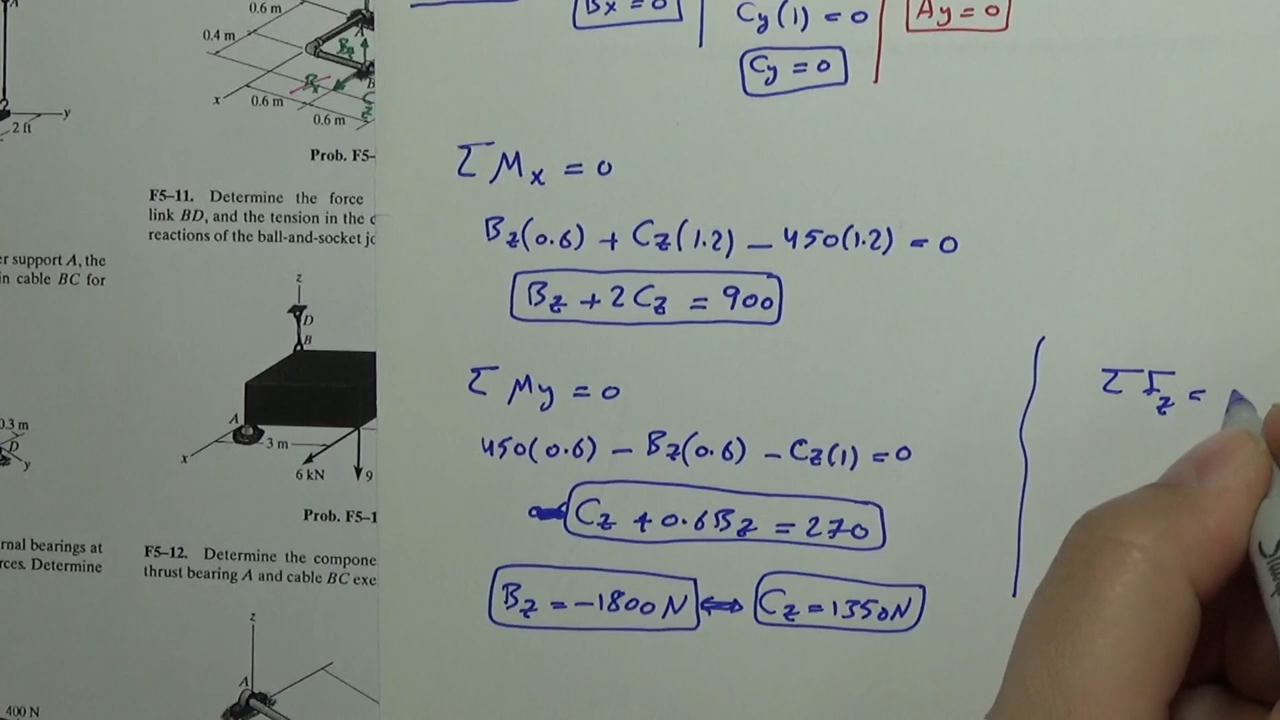 A
y
2 ft
er support A, the
in cable BC for
0.3 m
D
y
rnal bearings at
rces. Determine
400 N
0.6 m
0.4 m
A
Bz
Bx
B
x
0.6 m
0.6 m
Prob. F5-
F5–11. Determine the force
link BD, and the tension in the c
reactions of the ball-and-socket jo
z
D
B
A
x
3 m
6 kN
9
Prob. F5–1
F5–12. Determine the compone
thrust bearing A and cable BC exe
z
A
Bx = 0
Cy(1) = 0
Cy = 0
Ay = 0
ΣMx = 0
Bz(0.6) + Cz(1.2) – 450(1.2) = 0
Bz + 2Cz = 900
ΣMy = 0
450(0.6) – Bz(0.6) – Cz(1) = 0
Cz + 0.6Bz = 270
Bz = –1800N ⇔ Cz = 1350N
ΣFz =